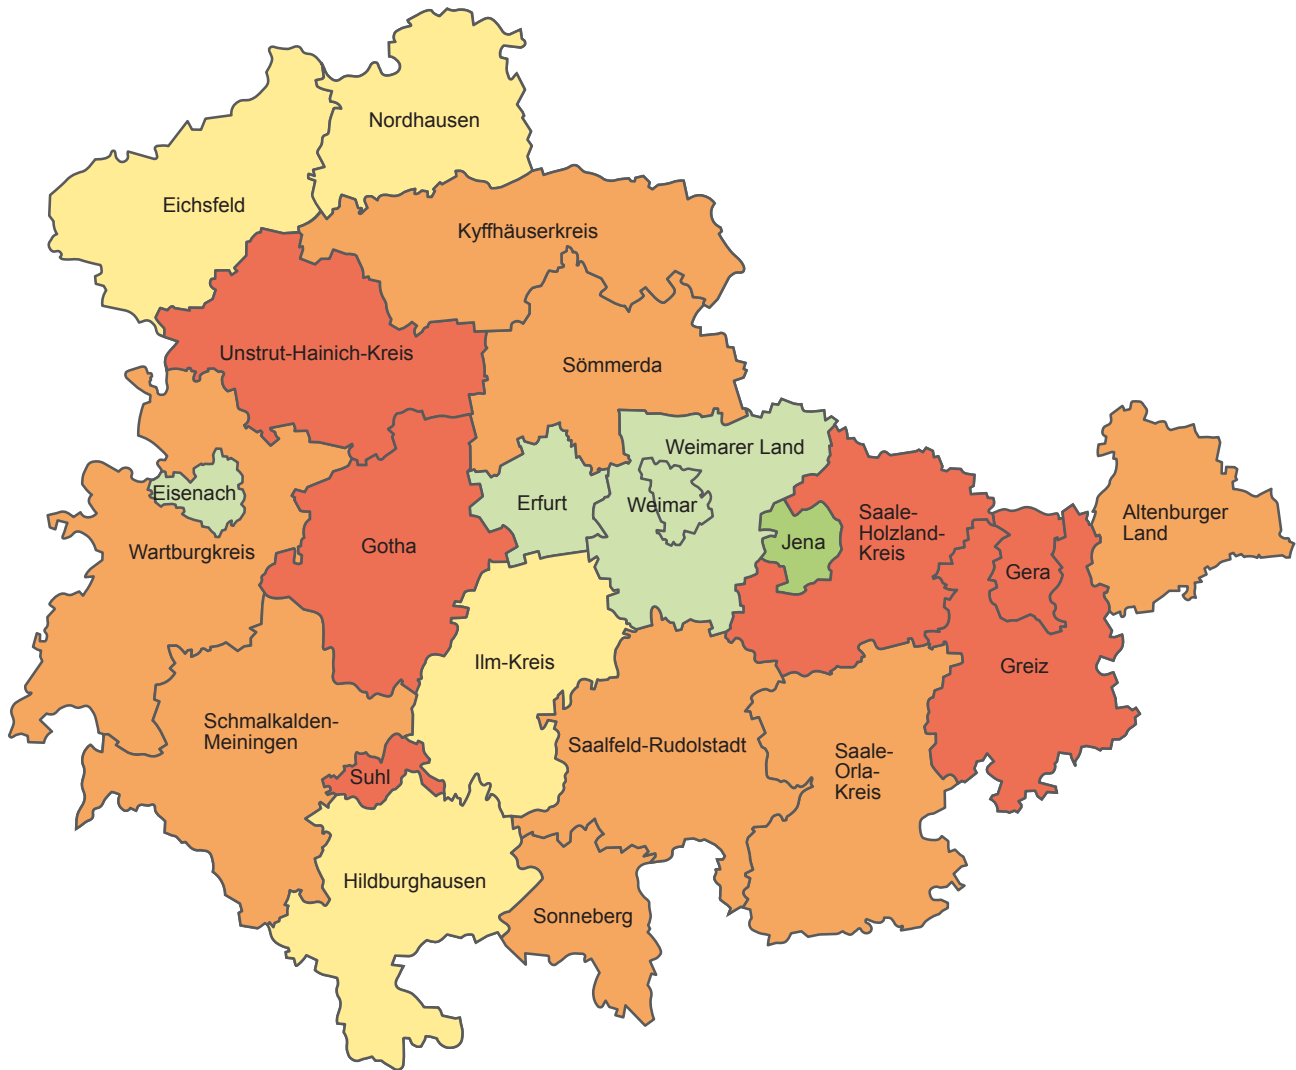 Nordhausen
Eichsfeld
Kyffhäuserkreis
Unstrut-Hainich-Kreis
Sömmerda
Weimarer Land
Eisenach
Erfurt
Weimar
Wartburgkreis
Gotha
Jena
Saale-
Holzland-
Kreis
Gera
Altenburger
Land
Ilm-Kreis
Greiz
Schmalkalden-
Meiningen
Saalfeld-Rudolstadt
Saale-
Orla-
Kreis
Suhl
Hildburghausen
Sonneberg